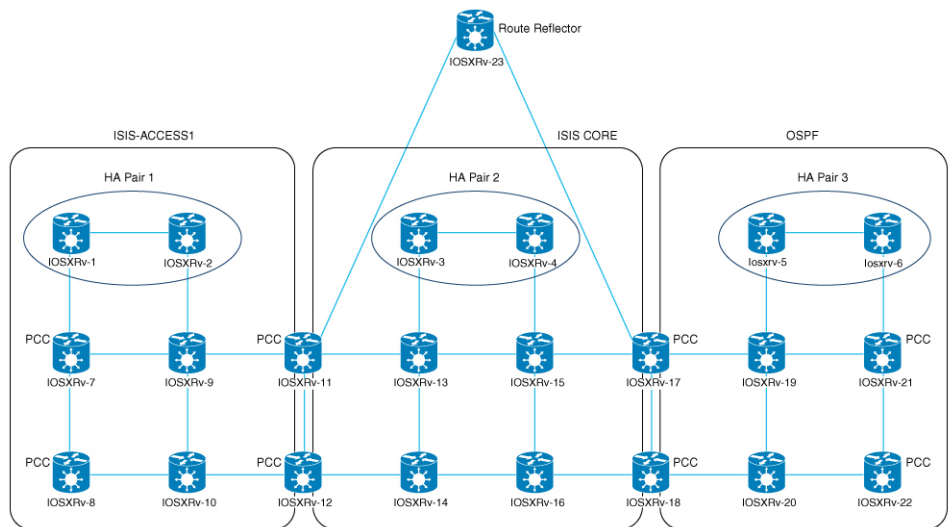 Route Reflector
IOSXRv-23
ISIS-ACCESS1
ISIS CORE
OSPF
HA Pair 1
HA Pair 2
HA Pair 3
IOSXRv-1
IOSXRv-2
IOSXRv-3
IOSXRv-4
Iosxrv-5
Iosxrv-6
PCC
PCC
PCC
PCC
IOSXRv-7
IOSXRv-9
IOSXRv-11
IOSXRv-13
IOSXRv-15
IOSXRv-17
IOSXRv-19
IOSXRv-21
PCC
PCC
PCC
PCC
IOSXRv-8
IOSXRv-10
IOSXRv-12
IOSXRv-14
IOSXRv-16
IOSXRv-18
IOSXRv-20
IOSXRv-22